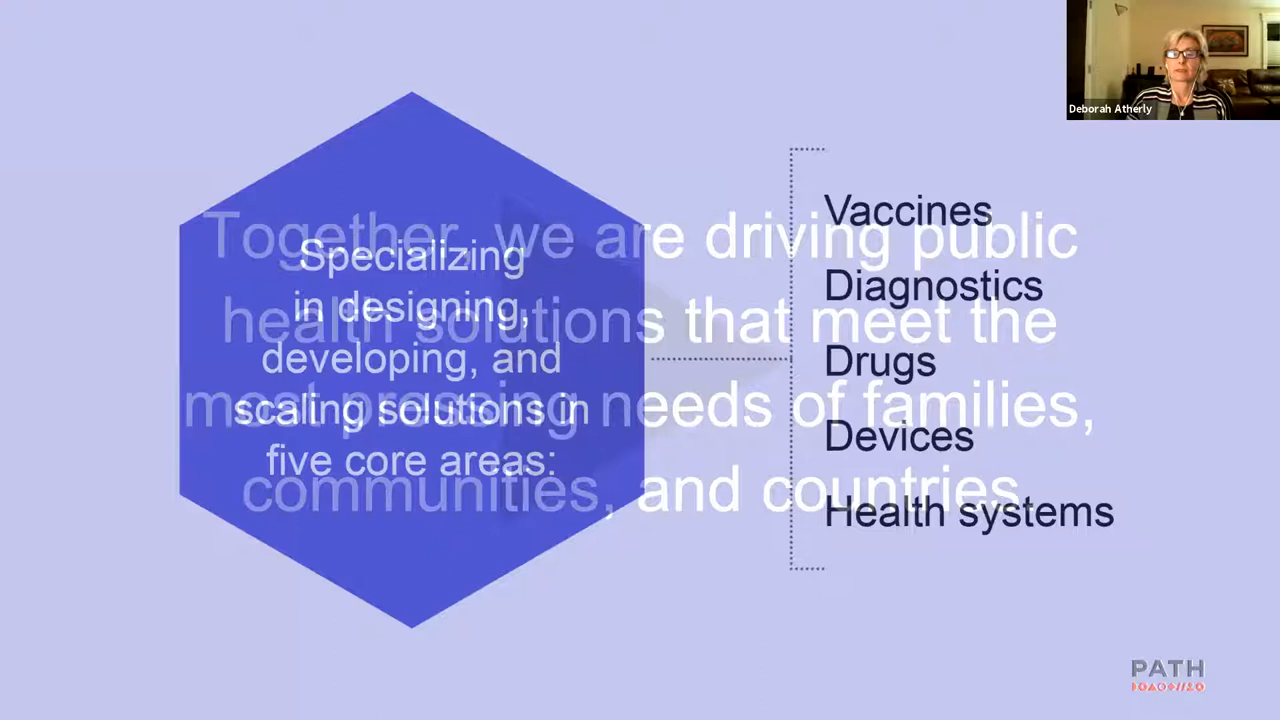 Deborah Atherly
Together, we are driving public
health solutions that meet the
most pressing needs of families,
communities, and countries.
Specializing
in designing,
developing, and
scaling solutions in
five core areas:
Vaccines
Diagnostics
Drugs
Devices
Health systems
PATH